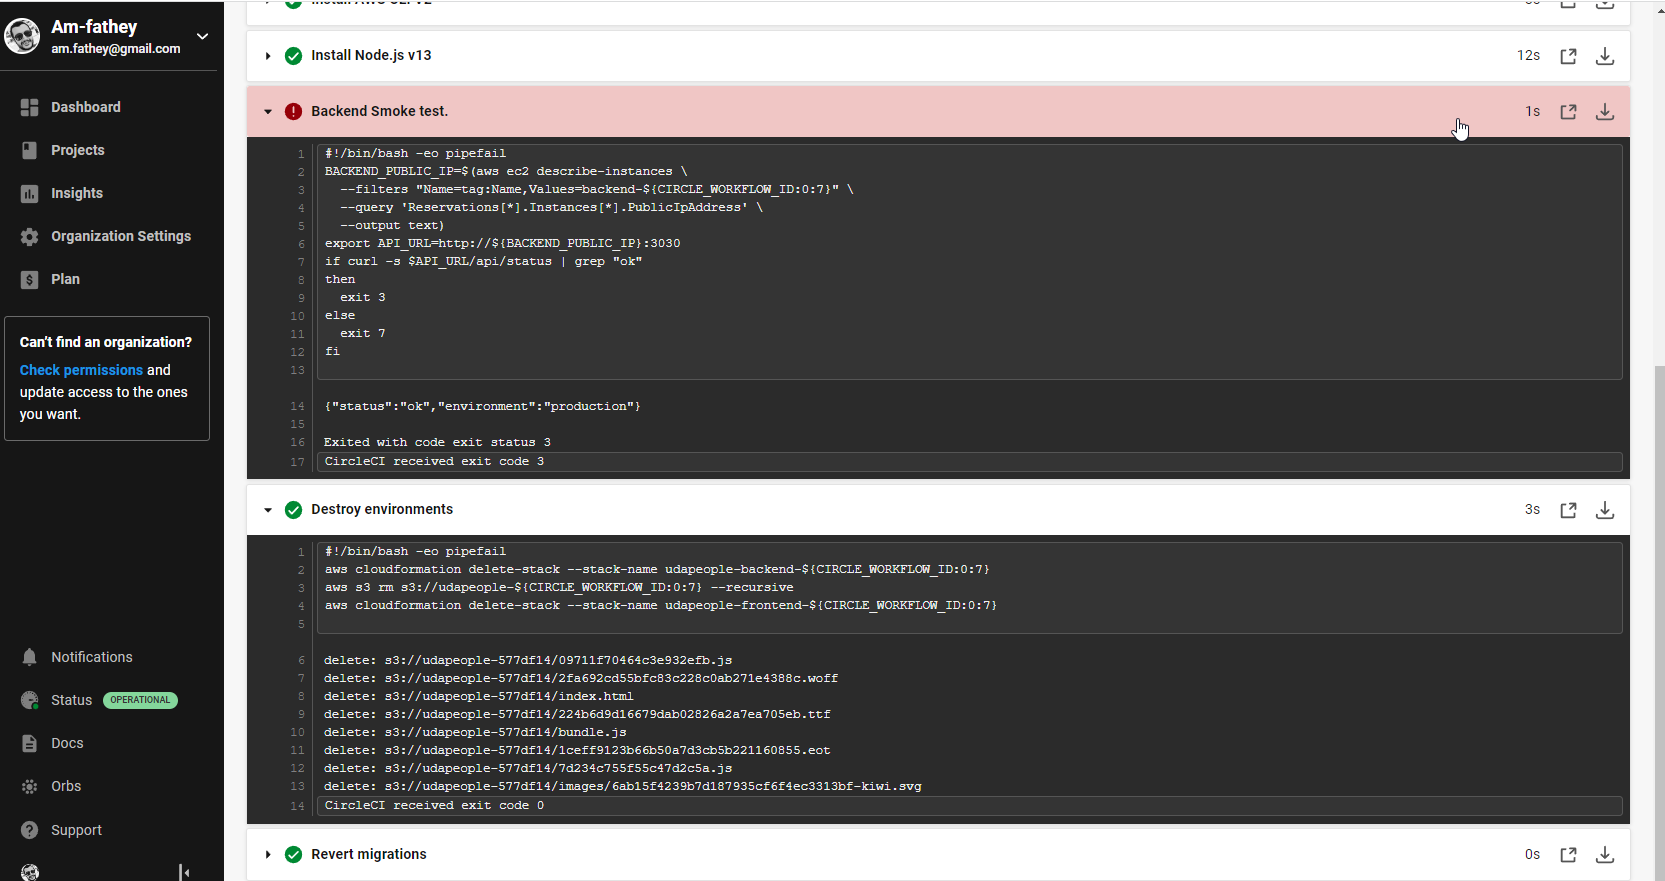 Am-fathey
am.fathey@gmail.com
Dashboard
Projects
Insights
Organization Settings
Plan
Can't find an organization?
Check permissions and
update access to the ones
you want.
Notifications
Status OPERATIONAL
Docs
Orbs
Support
Install Node.js v13 12s
Backend Smoke test. 1s
1 #!/bin/bash -eo pipefail
2 BACKEND_PUBLIC_IP=$(aws ec2 describe-instances \
3 --filters "Name=tag:Name,Values=backend-${CIRCLE_WORKFLOW_ID:0:7}" \
4 --query 'Reservations[*].Instances[*].PublicIpAddress' \
5 --output text)
6 export API_URL=http://${BACKEND_PUBLIC_IP}:3030
7 if curl -s $API_URL/api/status | grep "ok"
8 then
9 exit 3
10 else
11 exit 7
12 fi
13
14 {"status":"ok","environment":"production"}
15
16 Exited with code exit status 3
17 CircleCI received exit code 3
Destroy environments 3s
1 #!/bin/bash -eo pipefail
2 aws cloudformation delete-stack --stack-name udapeople-backend-${CIRCLE_WORKFLOW_ID:0:7}
3 aws s3 rm s3://udapeople-${CIRCLE_WORKFLOW_ID:0:7} --recursive
4 aws cloudformation delete-stack --stack-name udapeople-frontend-${CIRCLE_WORKFLOW_ID:0:7}
5
6 delete: s3://udapeople-577df14/09711f70464c3e932efb.js
7 delete: s3://udapeople-577df14/2fa692cd55bfc83c228c0ab271e4388c.woff
8 delete: s3://udapeople-577df14/index.html
9 delete: s3://udapeople-577df14/224b6d9d16679dab02826a2a7ea705eb.ttf
10 delete: s3://udapeople-577df14/bundle.js
11 delete: s3://udapeople-577df14/1ceff9123b66b50a7d3cb5b221160855.eot
12 delete: s3://udapeople-577df14/7d234c755f55c47d2c5a.js
13 delete: s3://udapeople-577df14/images/6ab15f4239b7d187935cf6f4ec3313bf-kiwi.svg
14 CircleCI received exit code 0
Revert migrations 0s